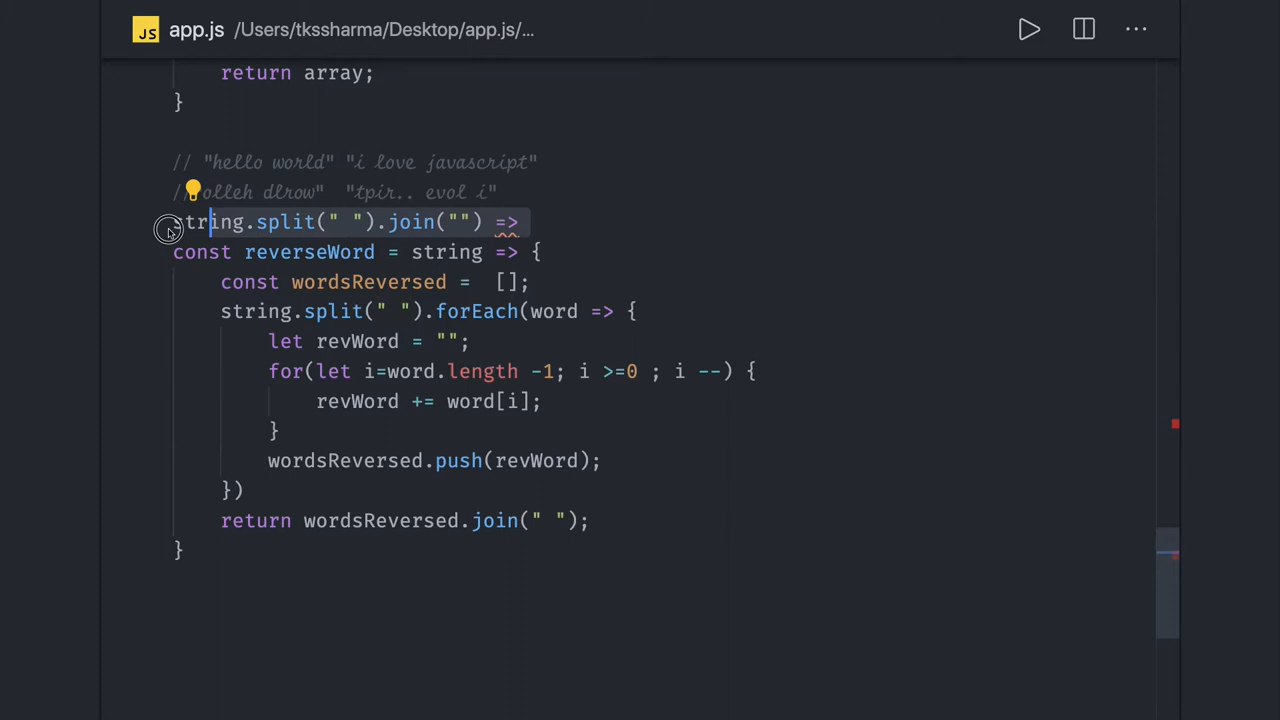 JS app.js /Users/tkssharma/Desktop/app.js/...
return array;
}
// "hello world" "i love javascript"
// olleh dlrow" "tpir.. evol i"
string.split(" ").join("") =>
const reverseWord = string => {
const wordsReversed =  [];
string.split(" ").forEach(word => {
let revWord = "";
for(let i=word.length -1; i >=0 ; i --) {
revWord += word[i];
}
wordsReversed.push(revWord);
})
return wordsReversed.join(" ");
}